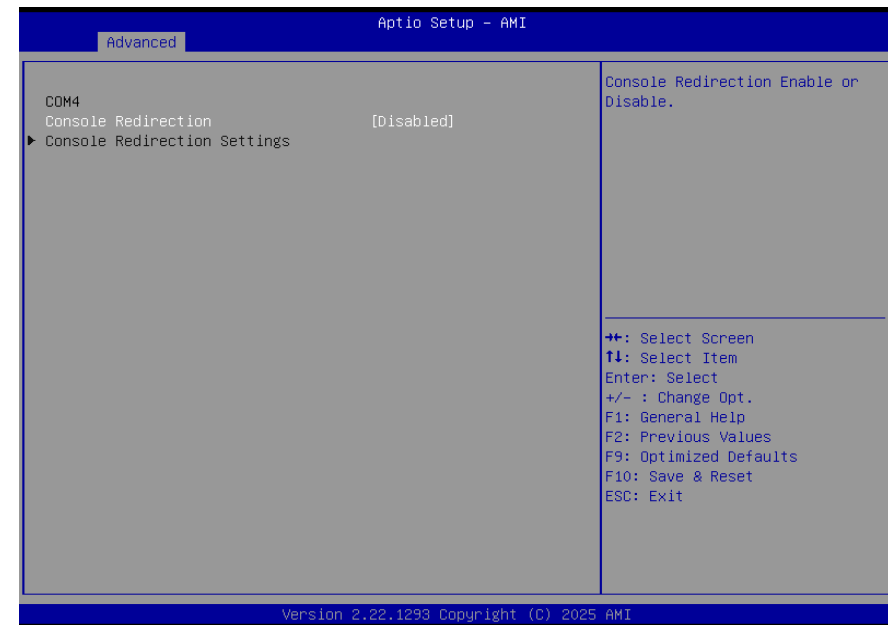 Aptio Setup – AMI
Advanced
COM4
Console Redirection [Disabled]
Console Redirection Settings
Console Redirection Enable or
Disable.
→←: Select Screen
↑↓: Select Item
Enter: Select
+/- : Change Opt.
F1: General Help
F2: Previous Values
F9: Optimized Defaults
F10: Save & Reset
ESC: Exit
Version 2.22.1293 Copyright (C) 2025 AMI